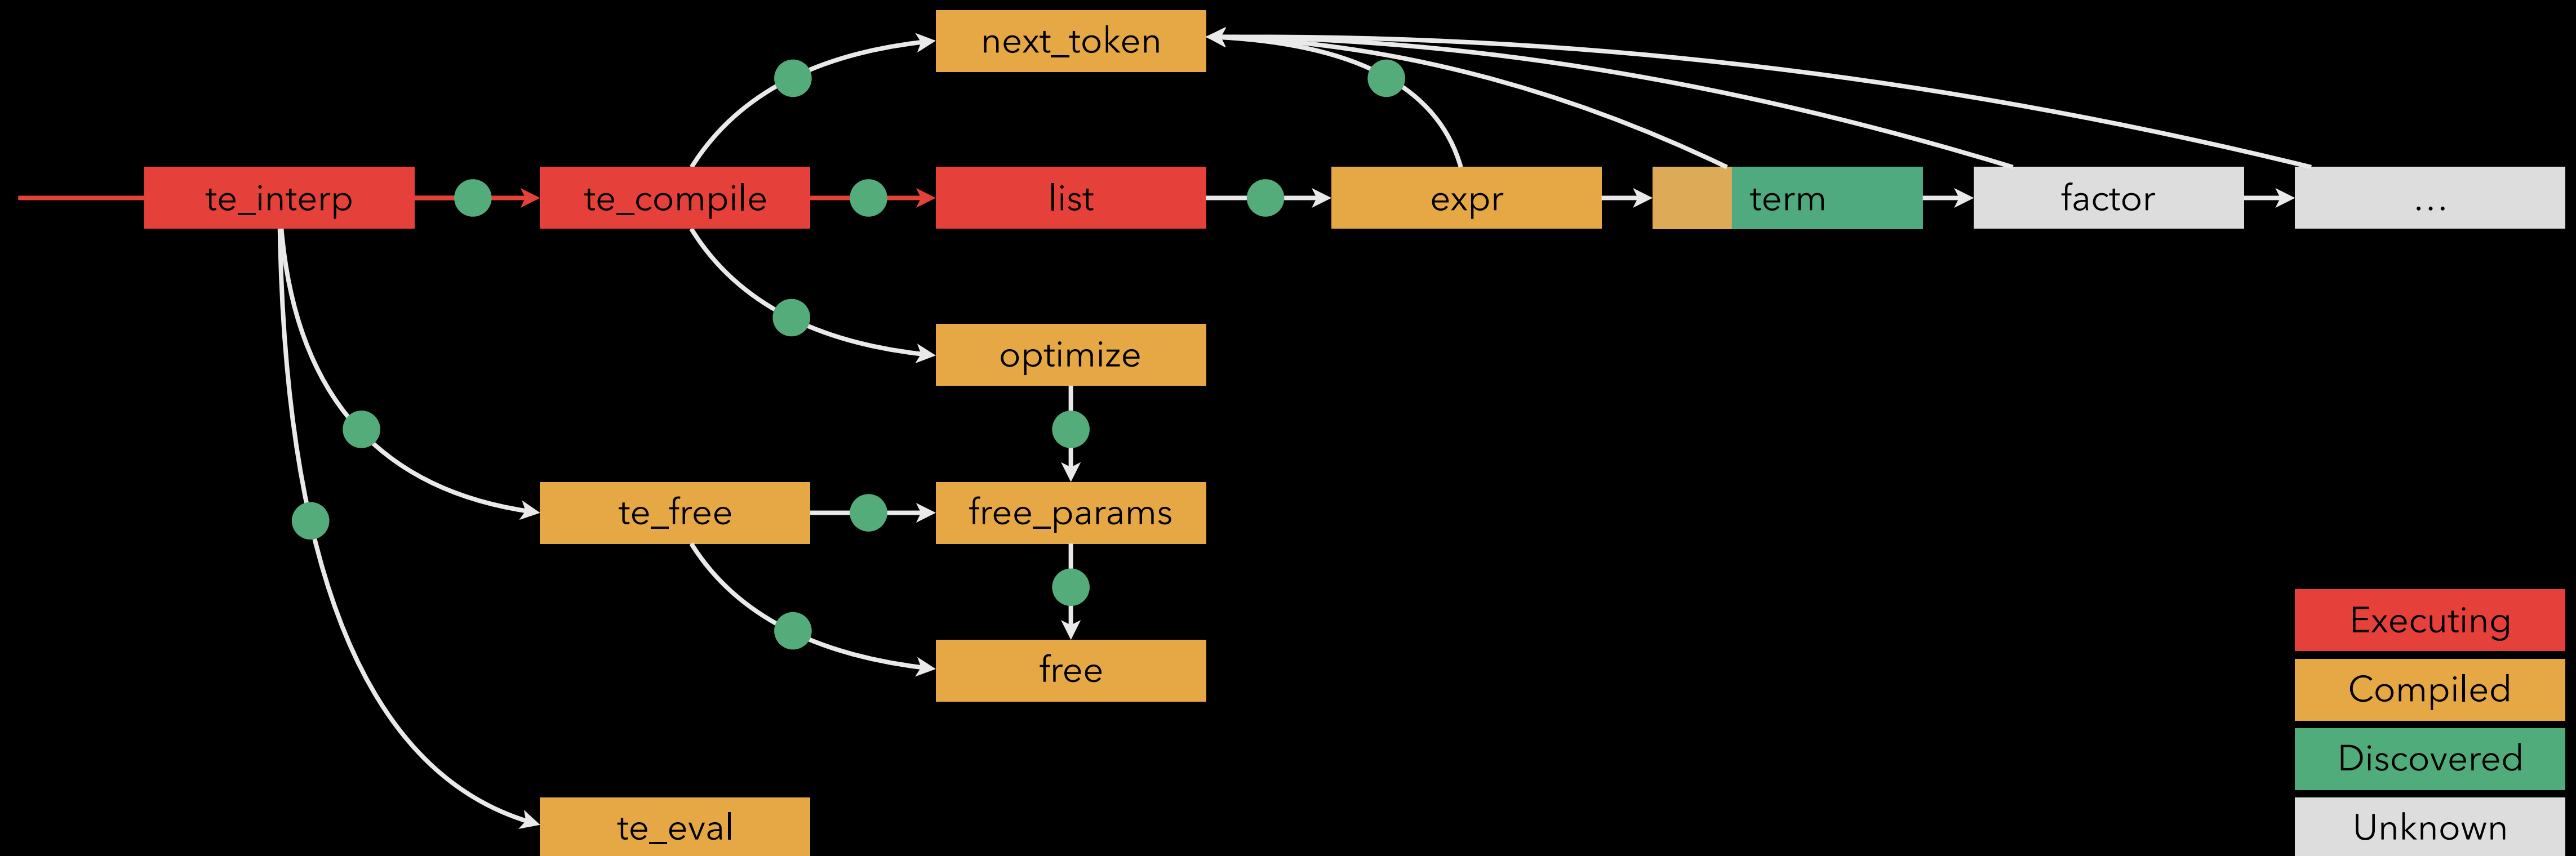 next_token
te_interp
te_compile
list
expr
term
factor
...
optimize
te_free
free_params
free
te_eval
Executing
Compiled
Discovered
Unknown